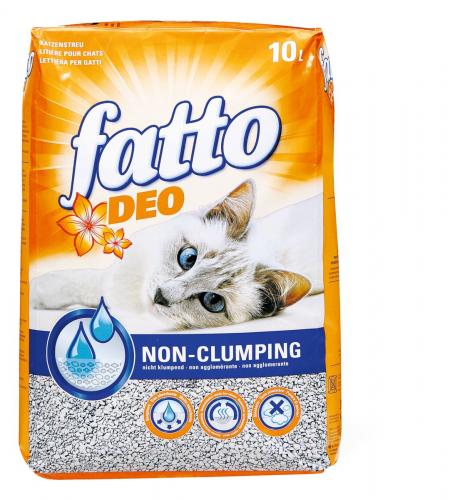 KATZENSTREU
LITIÈRE POUR CHATS
LETTIERA PER GATTI
10 L
fatto
DEO
NON-CLUMPING
nicht klumpend - non agglomérante - non agglomerante